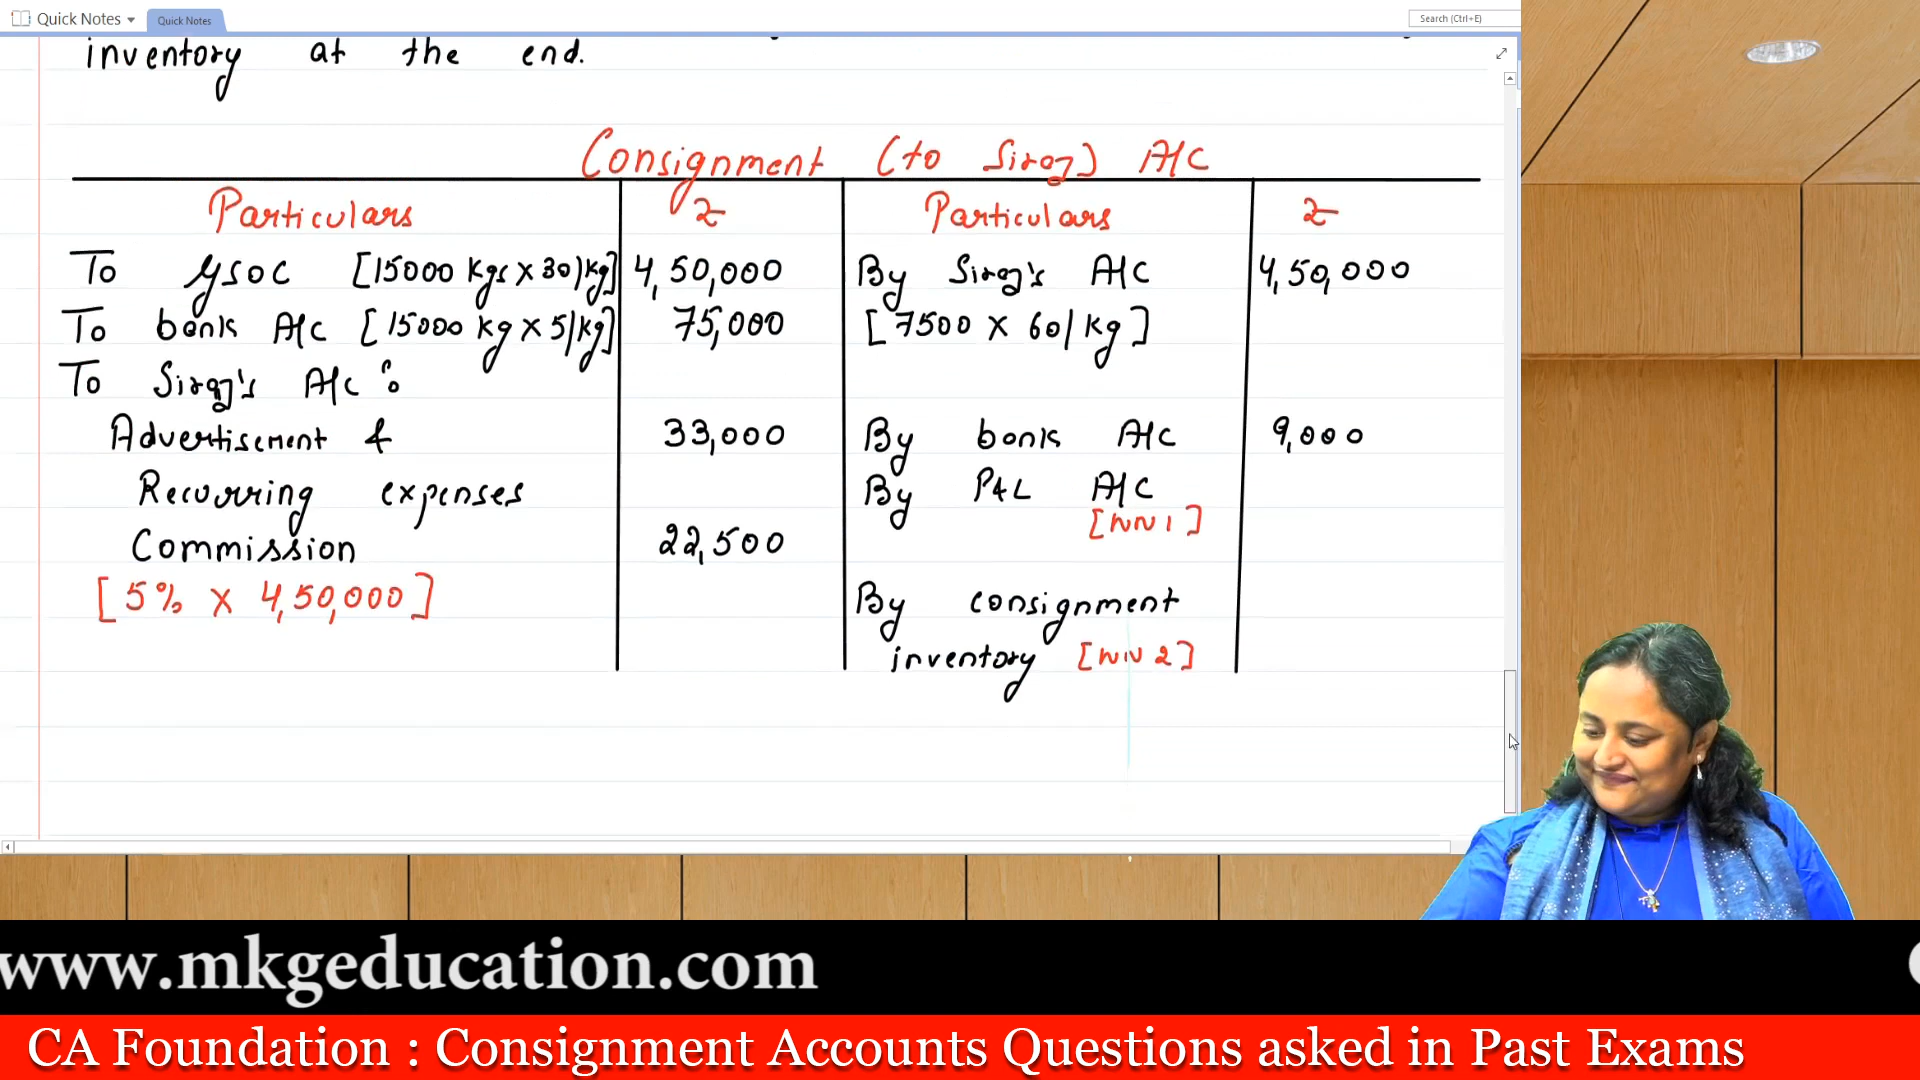 Quick Notes
Quick Notes
Search (Ctrl+E)
inventory at the end.
Consignment (to Siraj) A/C
Particulars ₹ Particulars ₹
To GSOC [15000 kgs x 30/kg] 4,50,000 By Siraj's A/C 4,50,000
To bank A/C [15000 kg x 5/kg] 75,000 [7500 x 60/kg]
To Siraj's A/C :
Advertisement & 33,000 By bank A/C 9,000
Recurring expenses By P&L A/C
[WN 1]
Commission 22,500
[5% x 4,50,000] By consignment
inventory [WN 2]
www.mkgeducation.com
CA Foundation : Consignment Accounts Questions asked in Past Exams